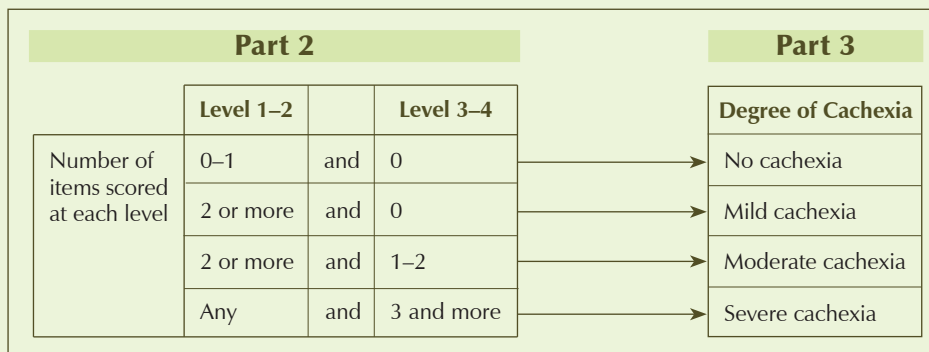 Part 2 Part 3
Level 1–2 Level 3–4 Degree of Cachexia
Number of items scored at each level
0–1 and 0 No cachexia
2 or more and 0 Mild cachexia
2 or more and 1–2 Moderate cachexia
Any and 3 and more Severe cachexia